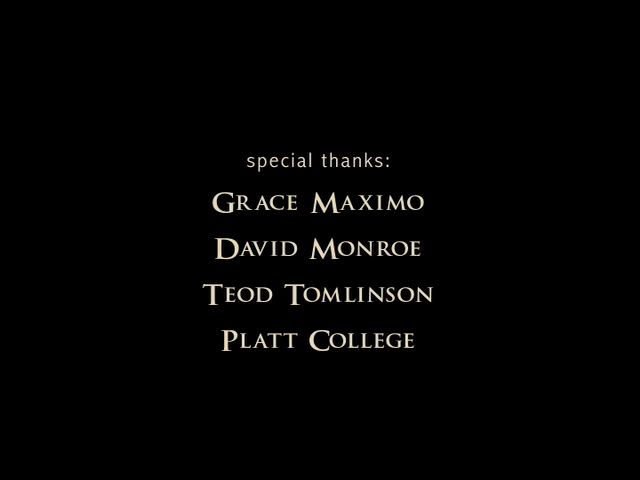 special thanks:
Grace Maximo
David Monroe
Teod Tomlinson
Platt College